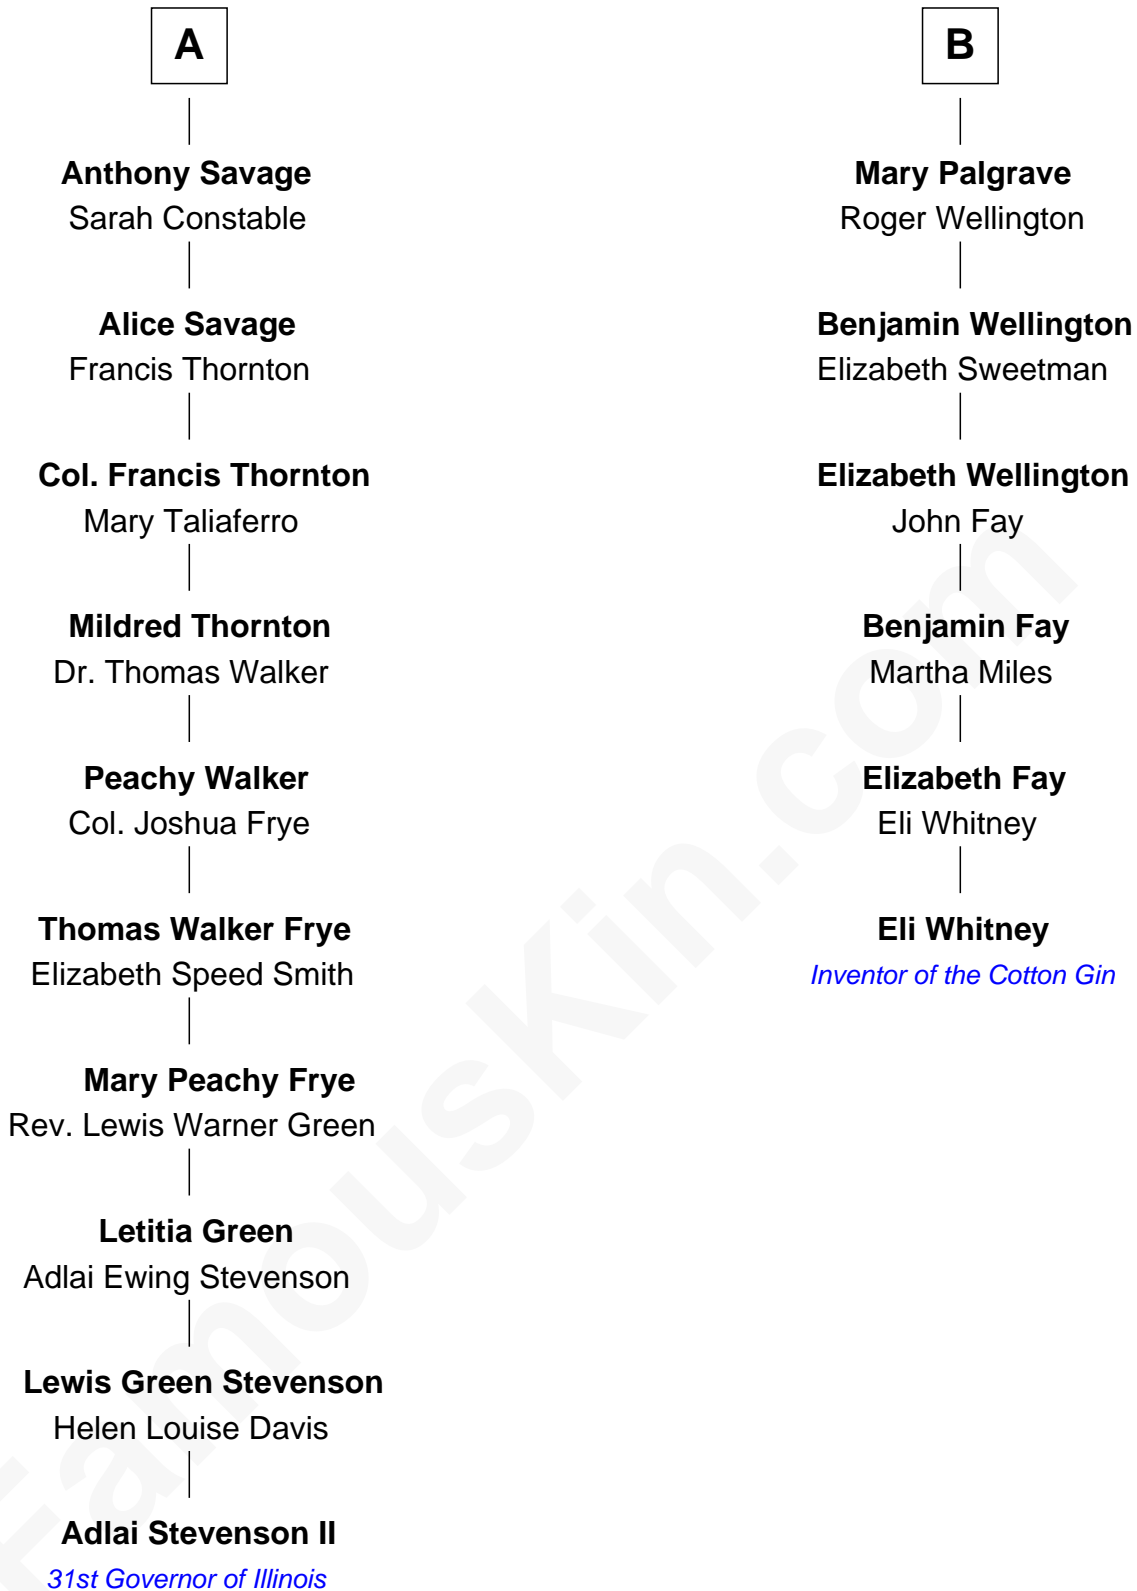 A
Anthony Savage
Sarah Constable
Alice Savage
Francis Thornton
Col. Francis Thornton
Mary Taliaferro
Mildred Thornton
Dr. Thomas Walker
Peachy Walker
Col. Joshua Frye
Thomas Walker Frye
Elizabeth Speed Smith
Mary Peachy Frye
Rev. Lewis Warner Green
Letitia Green
Adlai Ewing Stevenson
Lewis Green Stevenson
Helen Louise Davis
Adlai Stevenson II
31st Governor of Illinois
B
Mary Palgrave
Roger Wellington
Benjamin Wellington
Elizabeth Sweetman
Elizabeth Wellington
John Fay
Benjamin Fay
Martha Miles
Elizabeth Fay
Eli Whitney
Eli Whitney
Inventor of the Cotton Gin
FamousKin.com